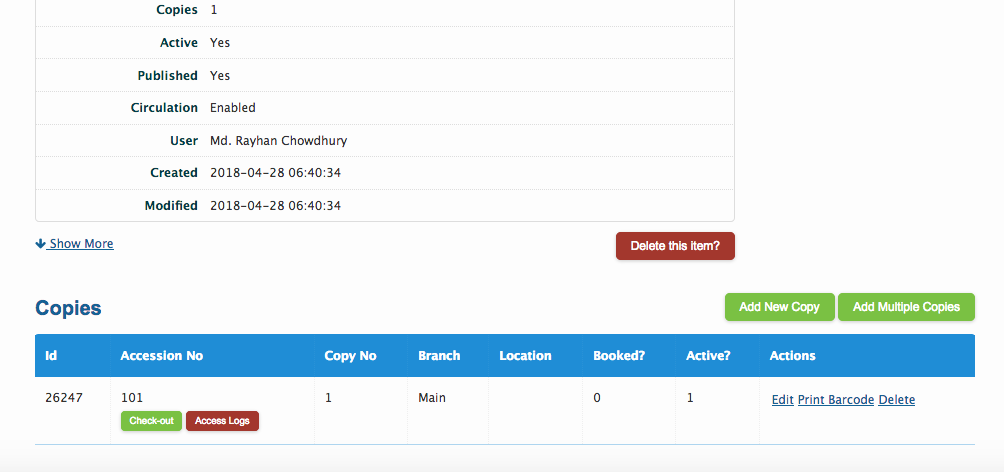 Copies 1
Active Yes
Published Yes
Circulation Enabled
User Md. Rayhan Chowdhury
Created 2018-04-28 06:40:34
Modified 2018-04-28 06:40:34
Show More Delete this item?
Copies Add New Copy Add Multiple Copies
Id Accession No Copy No Branch Location Booked? Active? Actions
26247 101 1 Main 0 1 Edit Print Barcode Delete
Check-out Access Logs